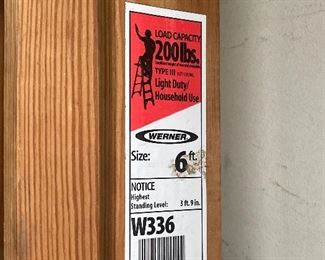 LOAD CAPACITY
200 lbs.
TYPE III
Light Duty/
Household Use
WERNER
Size: 6 ft.
NOTICE
Highest
Standing Level: 3 ft. 9 in.
W336